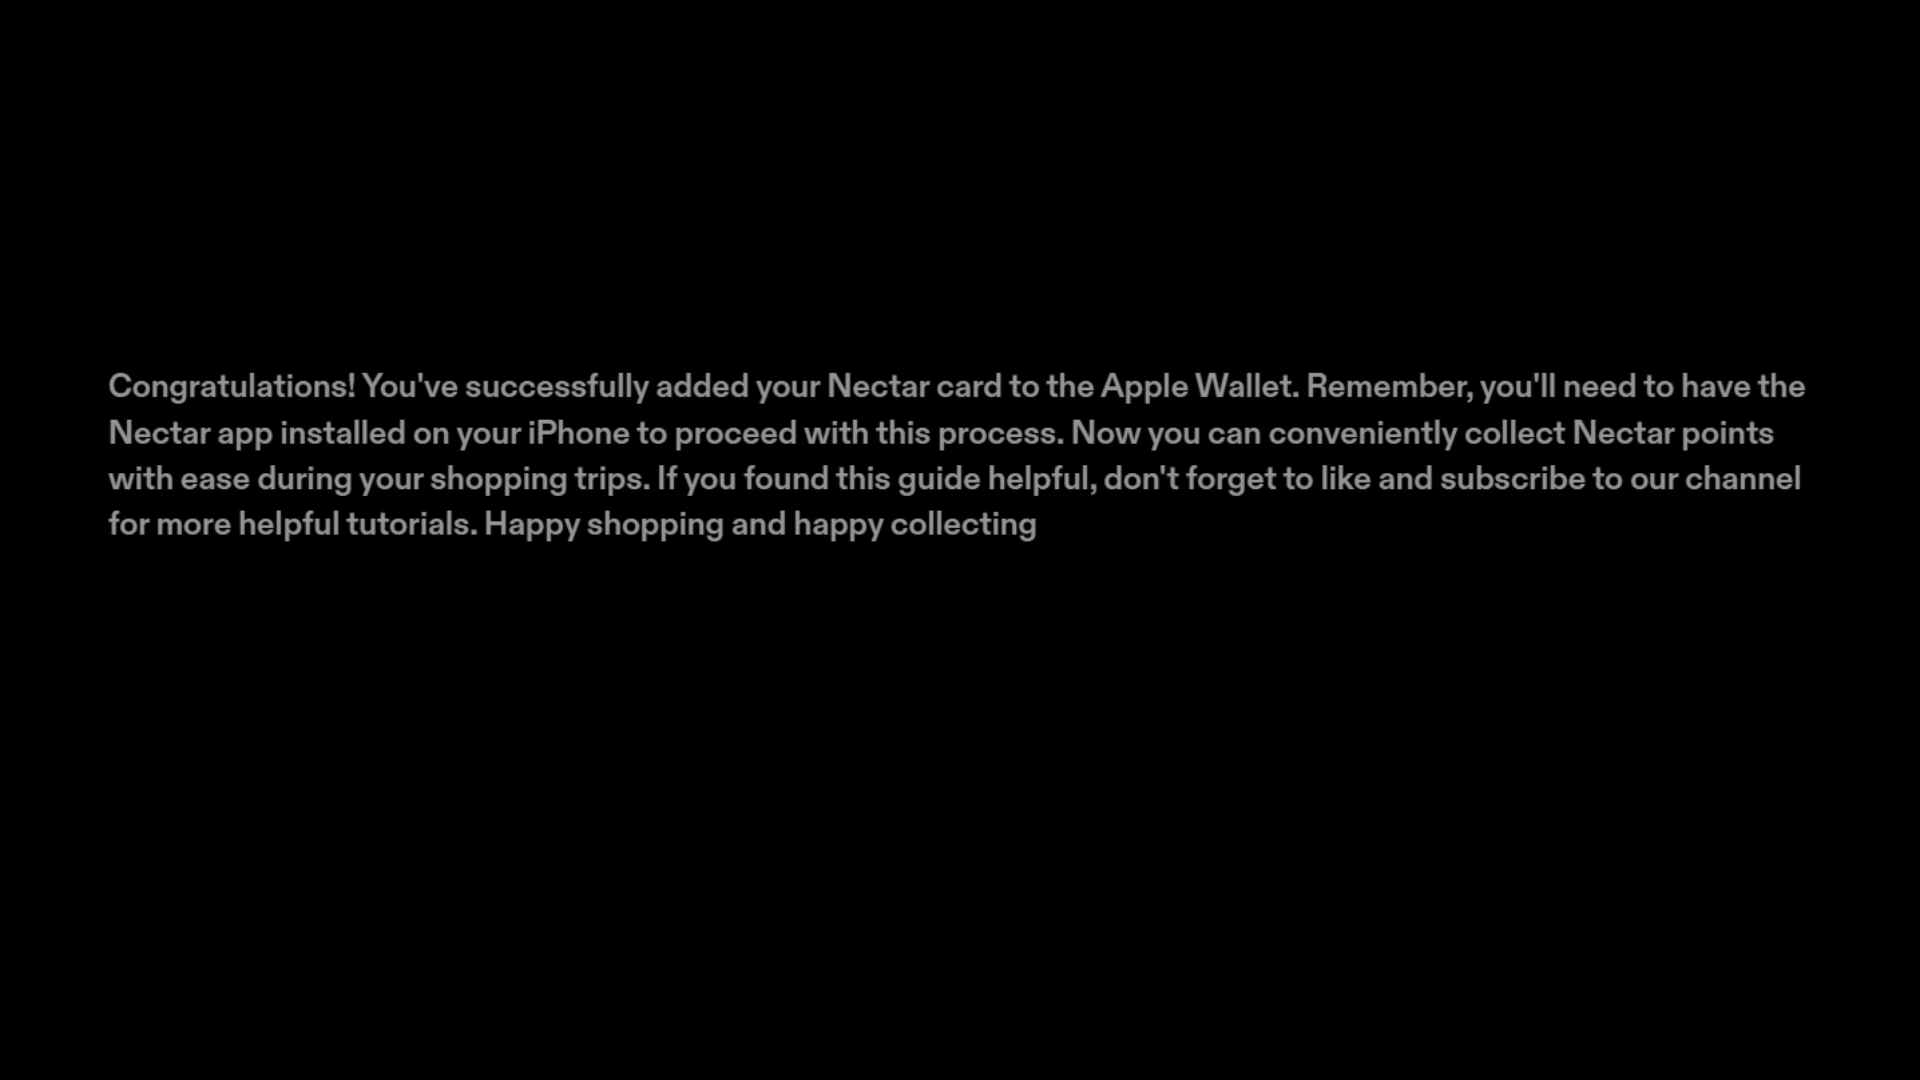 Congratulations! You've successfully added your Nectar card to the Apple Wallet. Remember, you'll need to have the
Nectar app installed on your iPhone to proceed with this process. Now you can conveniently collect Nectar points
with ease during your shopping trips. If you found this guide helpful, don't forget to like and subscribe to our channel
for more helpful tutorials. Happy shopping and happy collecting